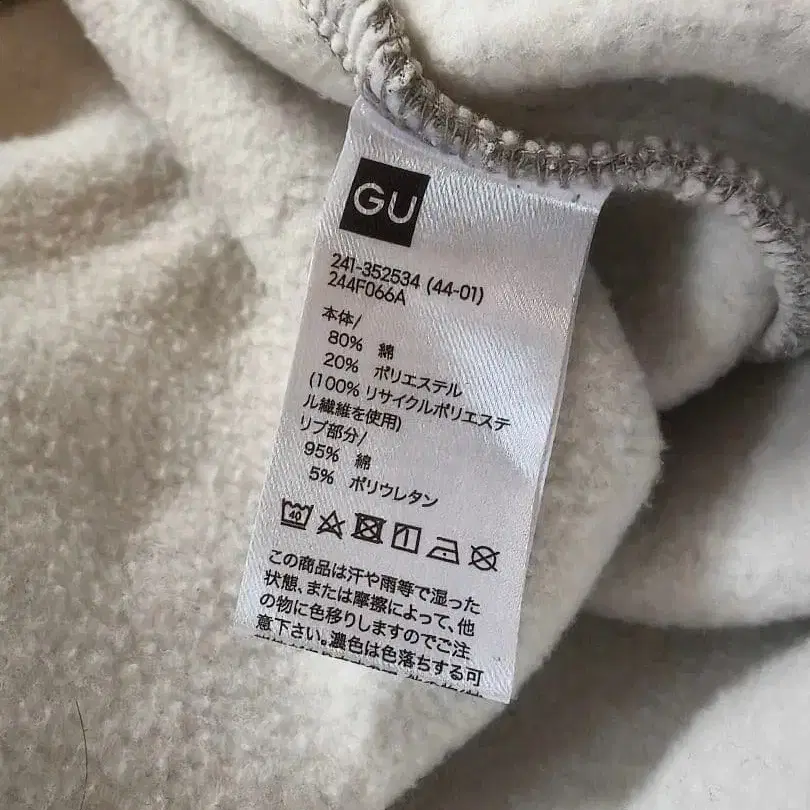 GU
241-352534 (44-01)
244F066A
本体/
80% 綿
20% ポリエステル
(100% リサイクルポリエステ
ル繊維を使用)
リブ部分/
95% 綿
5% ポリウレタン
40
この商品は汗や雨等で湿った
状態、または摩擦によって、他
の物に色移りしますのでご注
意下さい。濃色は色落ちする可